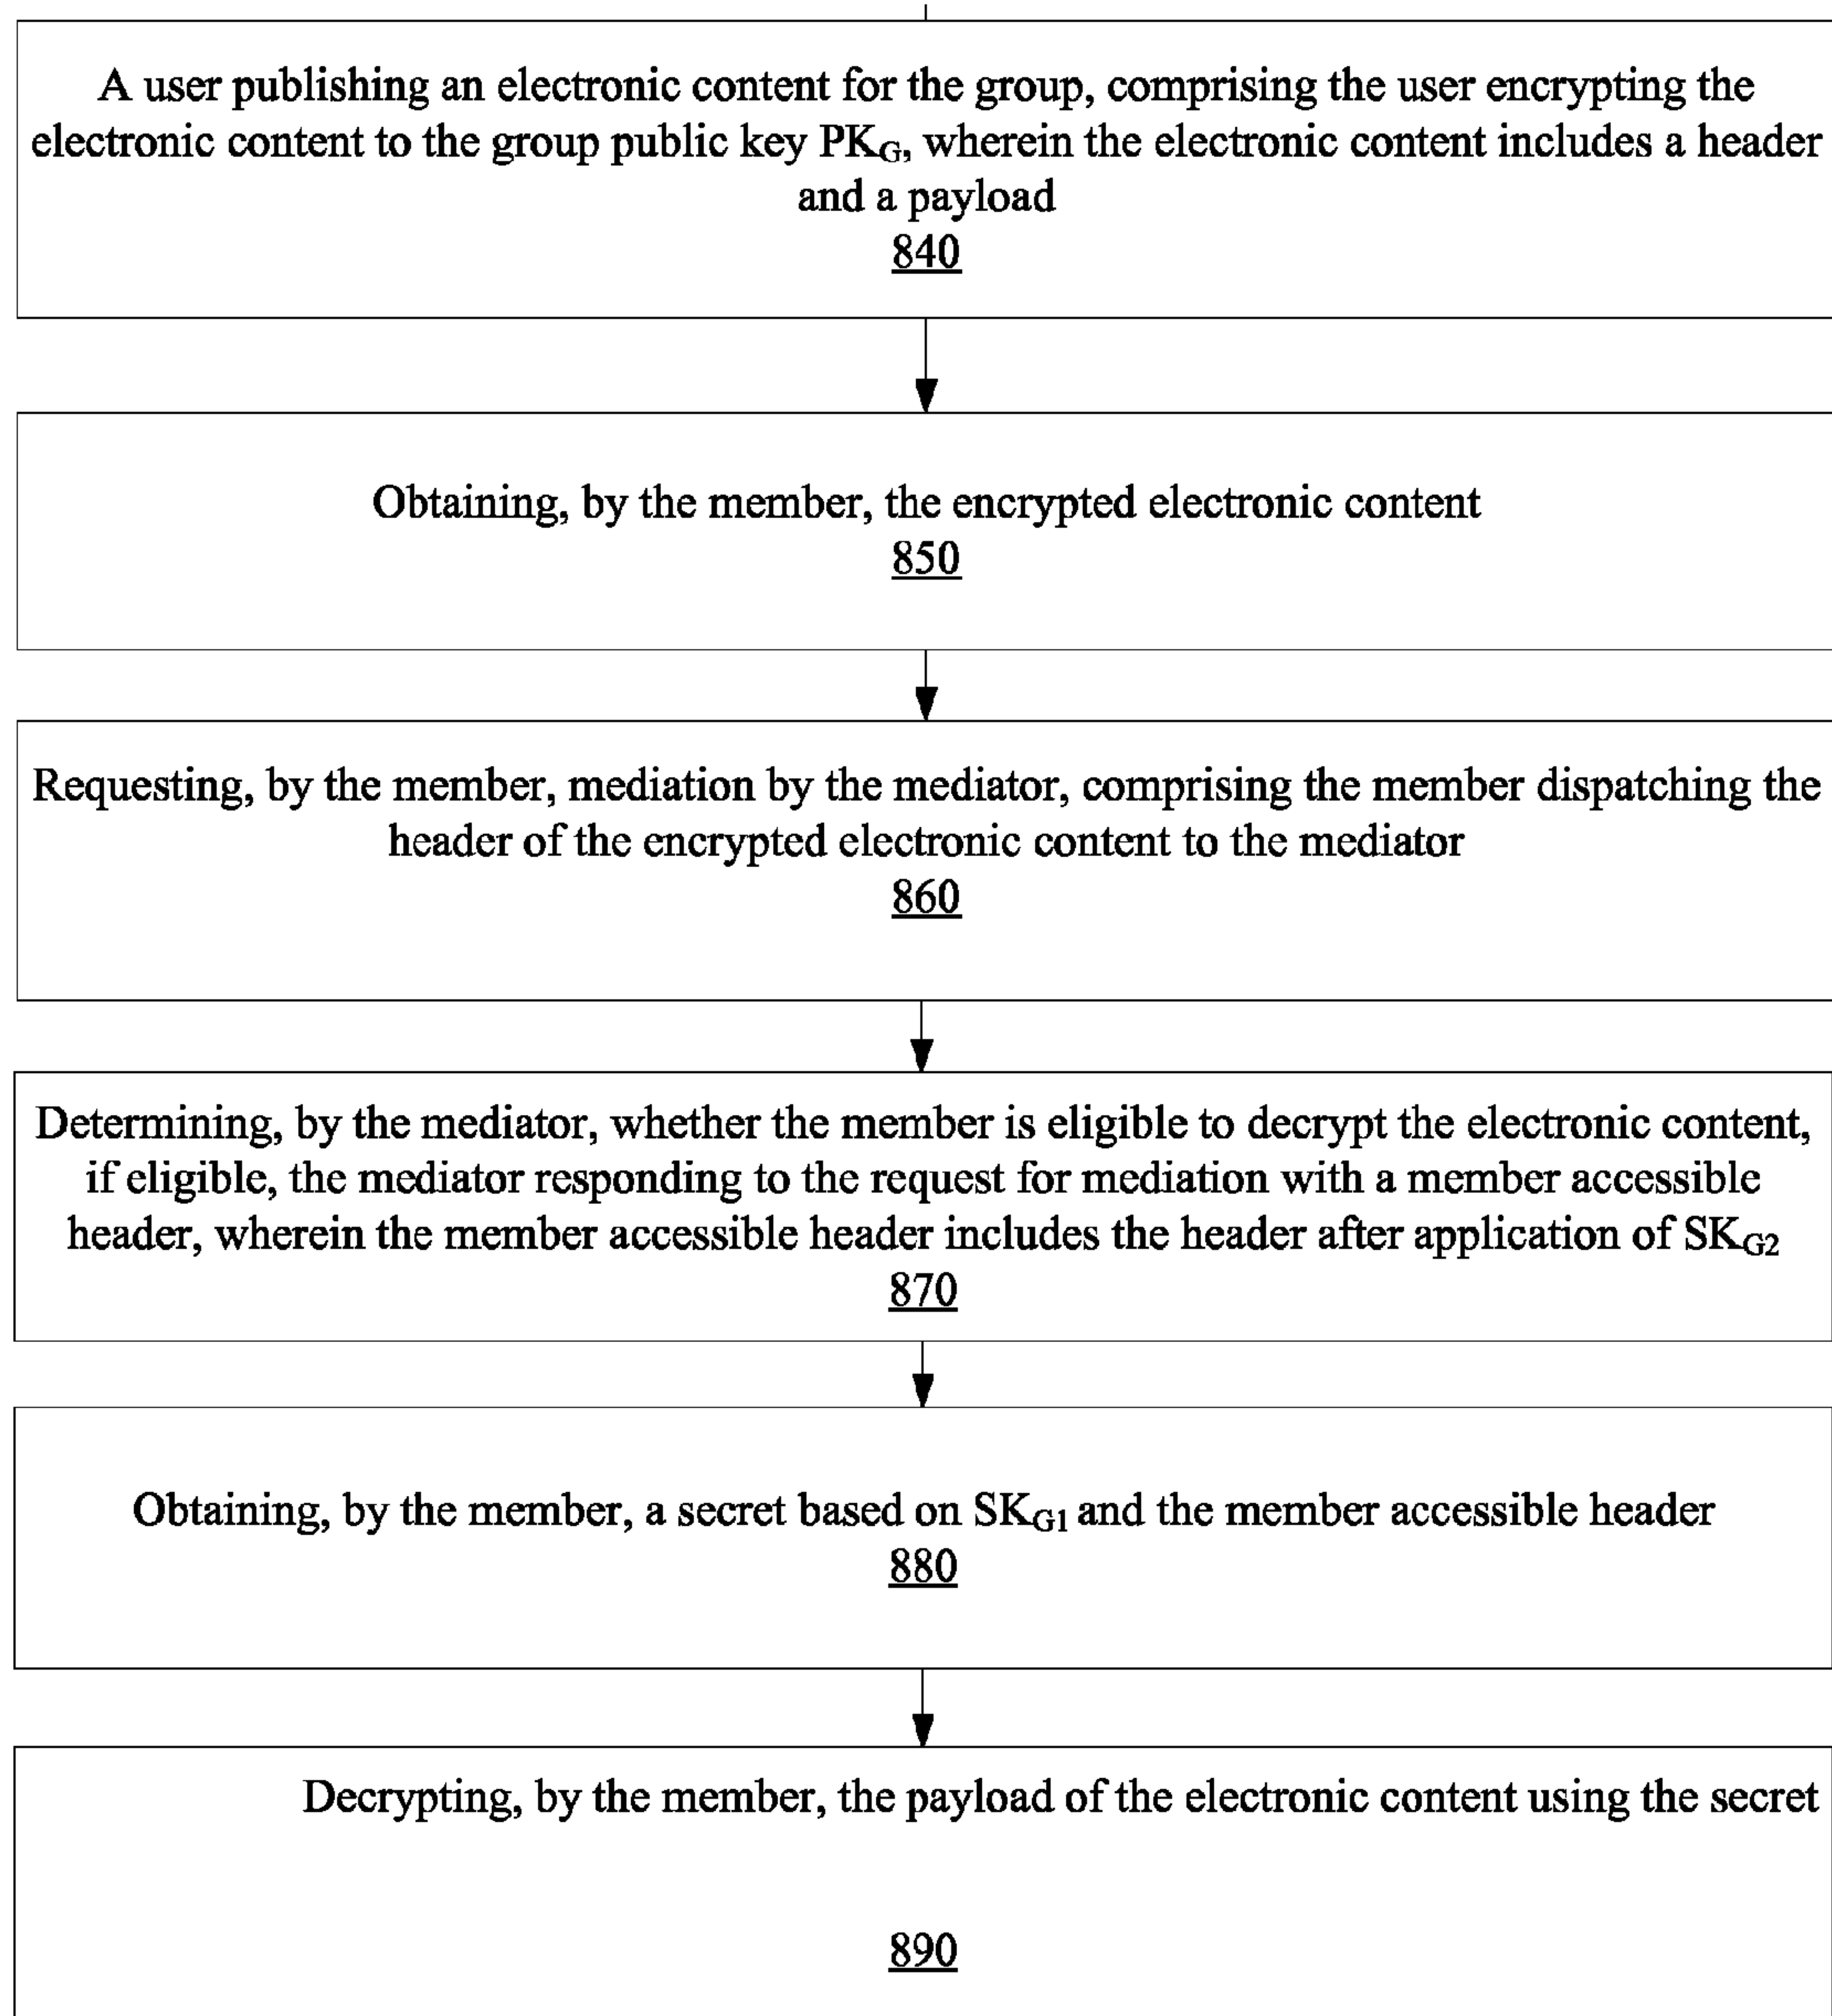 A user publishing an electronic content for the group, comprising the user encrypting the
electronic content to the group public key PKG, wherein the electronic content includes a header
and a payload
840
Obtaining, by the member, the encrypted electronic content
850
Requesting, by the member, mediation by the mediator, comprising the member dispatching the
header of the encrypted electronic content to the mediator
860
Determining, by the mediator, whether the member is eligible to decrypt the electronic content,
if eligible, the mediator responding to the request for mediation with a member accessible
header, wherein the member accessible header includes the header after application of SKG2
870
Obtaining, by the member, a secret based on SKG1 and the member accessible header
880
Decrypting, by the member, the payload of the electronic content using the secret
890